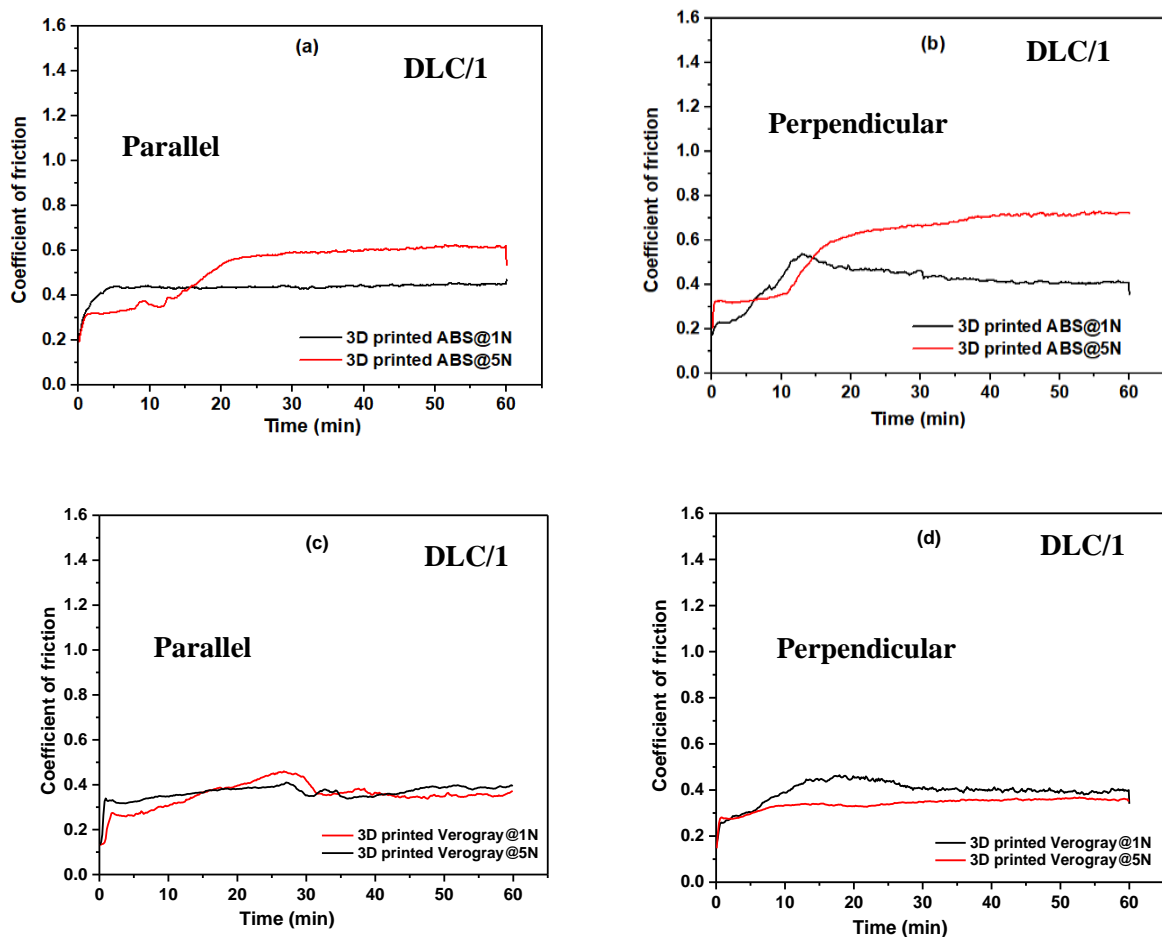 (a)
DLC/1
Parallel
Coefficient of friction
1.6
1.4
1.2
1.0
0.8
0.6
0.4
0.2
0.0
3D printed ABS@1N
3D printed ABS@5N
0 10 20 30 40 50 60
Time (min)
(b)
DLC/1
Perpendicular
Coefficient of friction
1.6
1.4
1.2
1.0
0.8
0.6
0.4
0.2
0.0
3D printed ABS@1N
3D printed ABS@5N
0 10 20 30 40 50 60
Time (min)
(c)
DLC/1
Parallel
Coefficient of friction
1.6
1.4
1.2
1.0
0.8
0.6
0.4
0.2
0.0
3D printed Verogray@1N
3D printed Verogray@5N
0 10 20 30 40 50 60
Time (min)
(d)
DLC/1
Perpendicular
Coefficient of friction
1.6
1.4
1.2
1.0
0.8
0.6
0.4
0.2
0.0
3D printed Verogray@1N
3D printed Verogray@5N
0 10 20 30 40 50 60
Time (min)